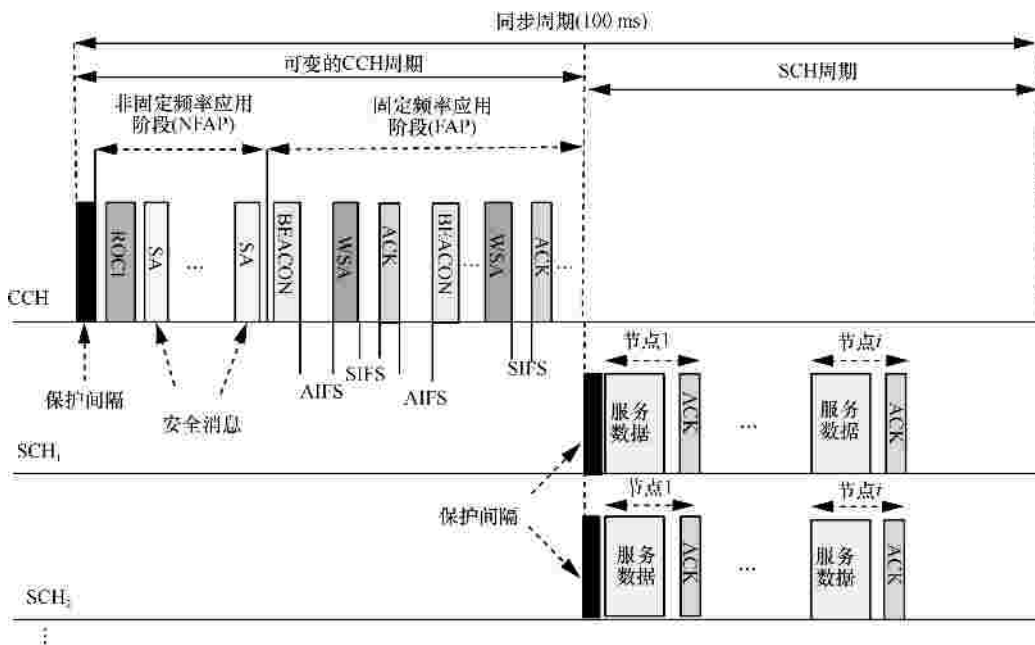 同步周期(100 ms)
可变的CCH周期
SCH周期
非固定频率应用
阶段(NFAP)
固定频率应用
阶段(FAP)
ROC1
SA
...
SA
BEACON
WSA
ACK
BEACON
...
WSA
ACK
...
CCH
保护间隔
安全消息
AIFS
SIFS
AIFS
SIFS
节点1
节点i
服务
数据
ACK
...
服务
数据
ACK
SCH₁
保护间隔
节点1
节点i
服务
数据
ACK
...
服务
数据
ACK
SCH₂
⋮